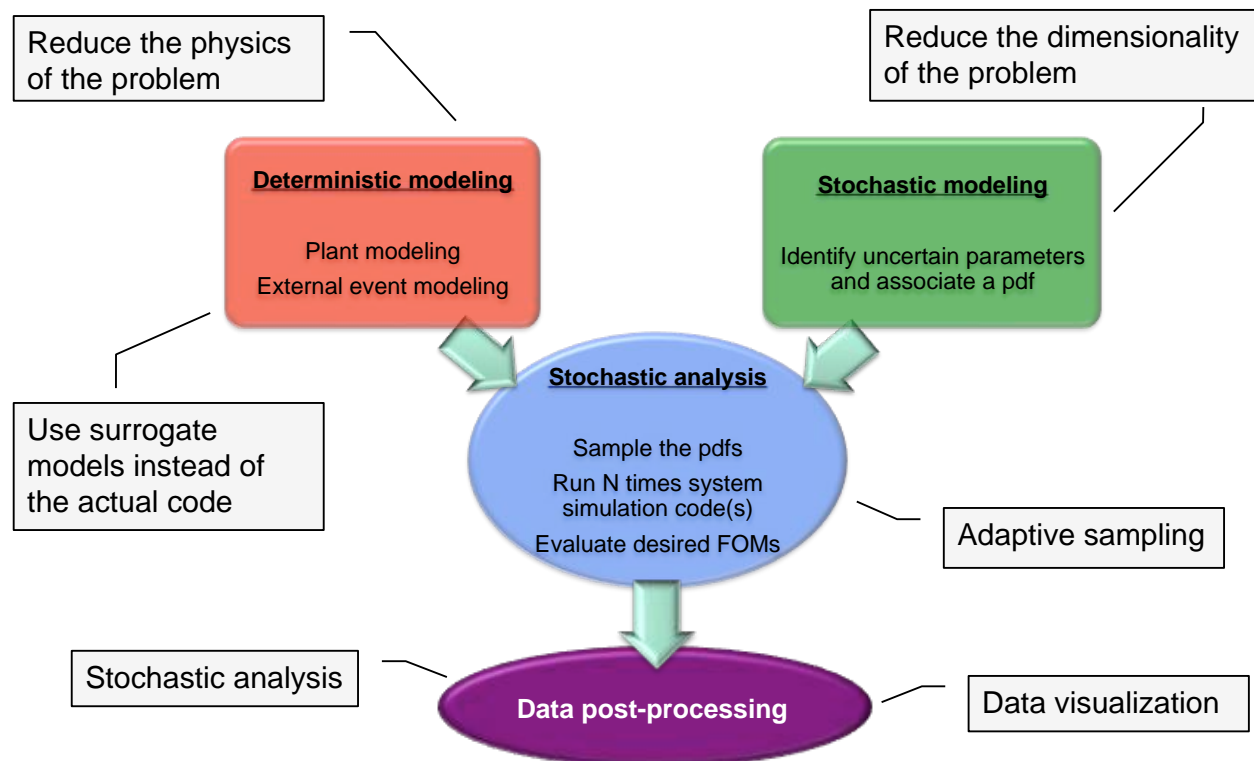 Reduce the physics
of the problem
Reduce the dimensionality
of the problem
Deterministic modeling
Plant modeling
External event modeling
Stochastic modeling
Identify uncertain parameters
and associate a pdf
Use surrogate
models instead of
the actual code
Stochastic analysis
Sample the pdfs
Run N times system
simulation code(s)
Evaluate desired FOMs
Adaptive sampling
Stochastic analysis
Data post-processing
Data visualization